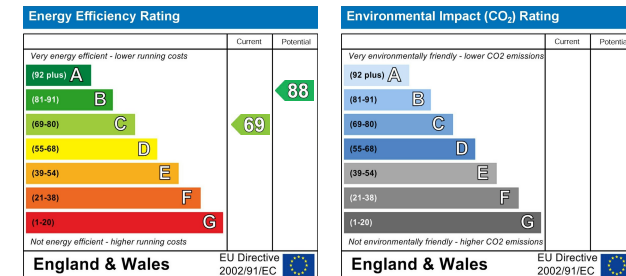 Energy Efficiency Rating
Current Potential
Very energy efficient - lower running costs
(92 plus) A
(81-91) B
(69-80) C
(55-68) D
(39-54) E
(21-38) F
(1-20) G
69
88
Not energy efficient - higher running costs
England & Wales
EU Directive
2002/91/EC
Environmental Impact (CO₂) Rating
Current Potential
Very environmentally friendly - lower CO2 emissions
(92 plus) A
(81-91) B
(69-80) C
(55-68) D
(39-54) E
(21-38) F
(1-20) G
Not environmentally friendly - higher CO2 emissions
England & Wales
EU Directive
2002/91/EC